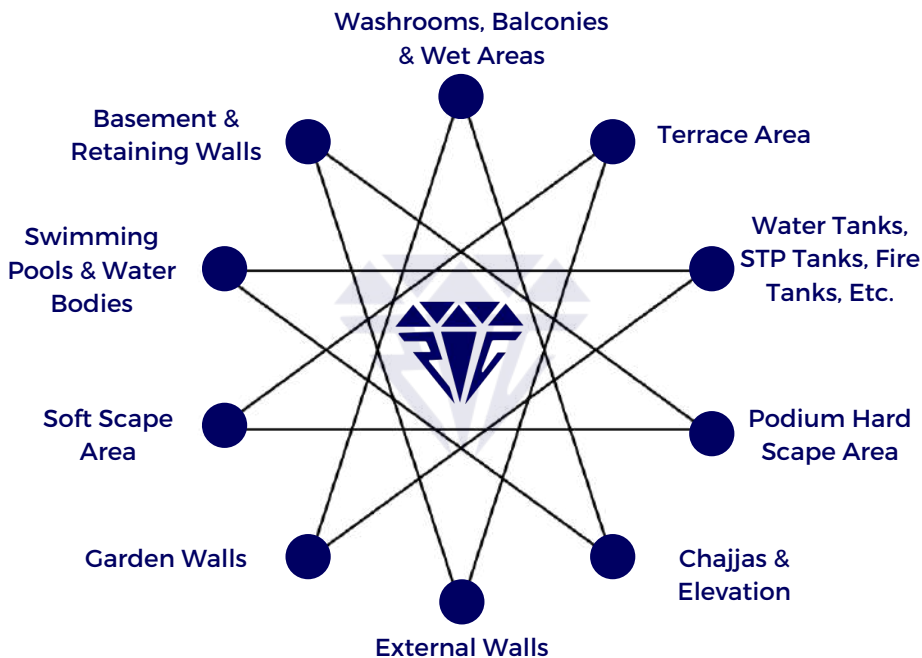 Washrooms, Balconies
& Wet Areas
Basement &
Retaining Walls
Terrace Area
Swimming
Pools & Water
Bodies
Water Tanks,
STP Tanks, Fire
Tanks, Etc.
Soft Scape
Area
Podium Hard
Scape Area
Garden Walls
Chajjas &
Elevation
External Walls